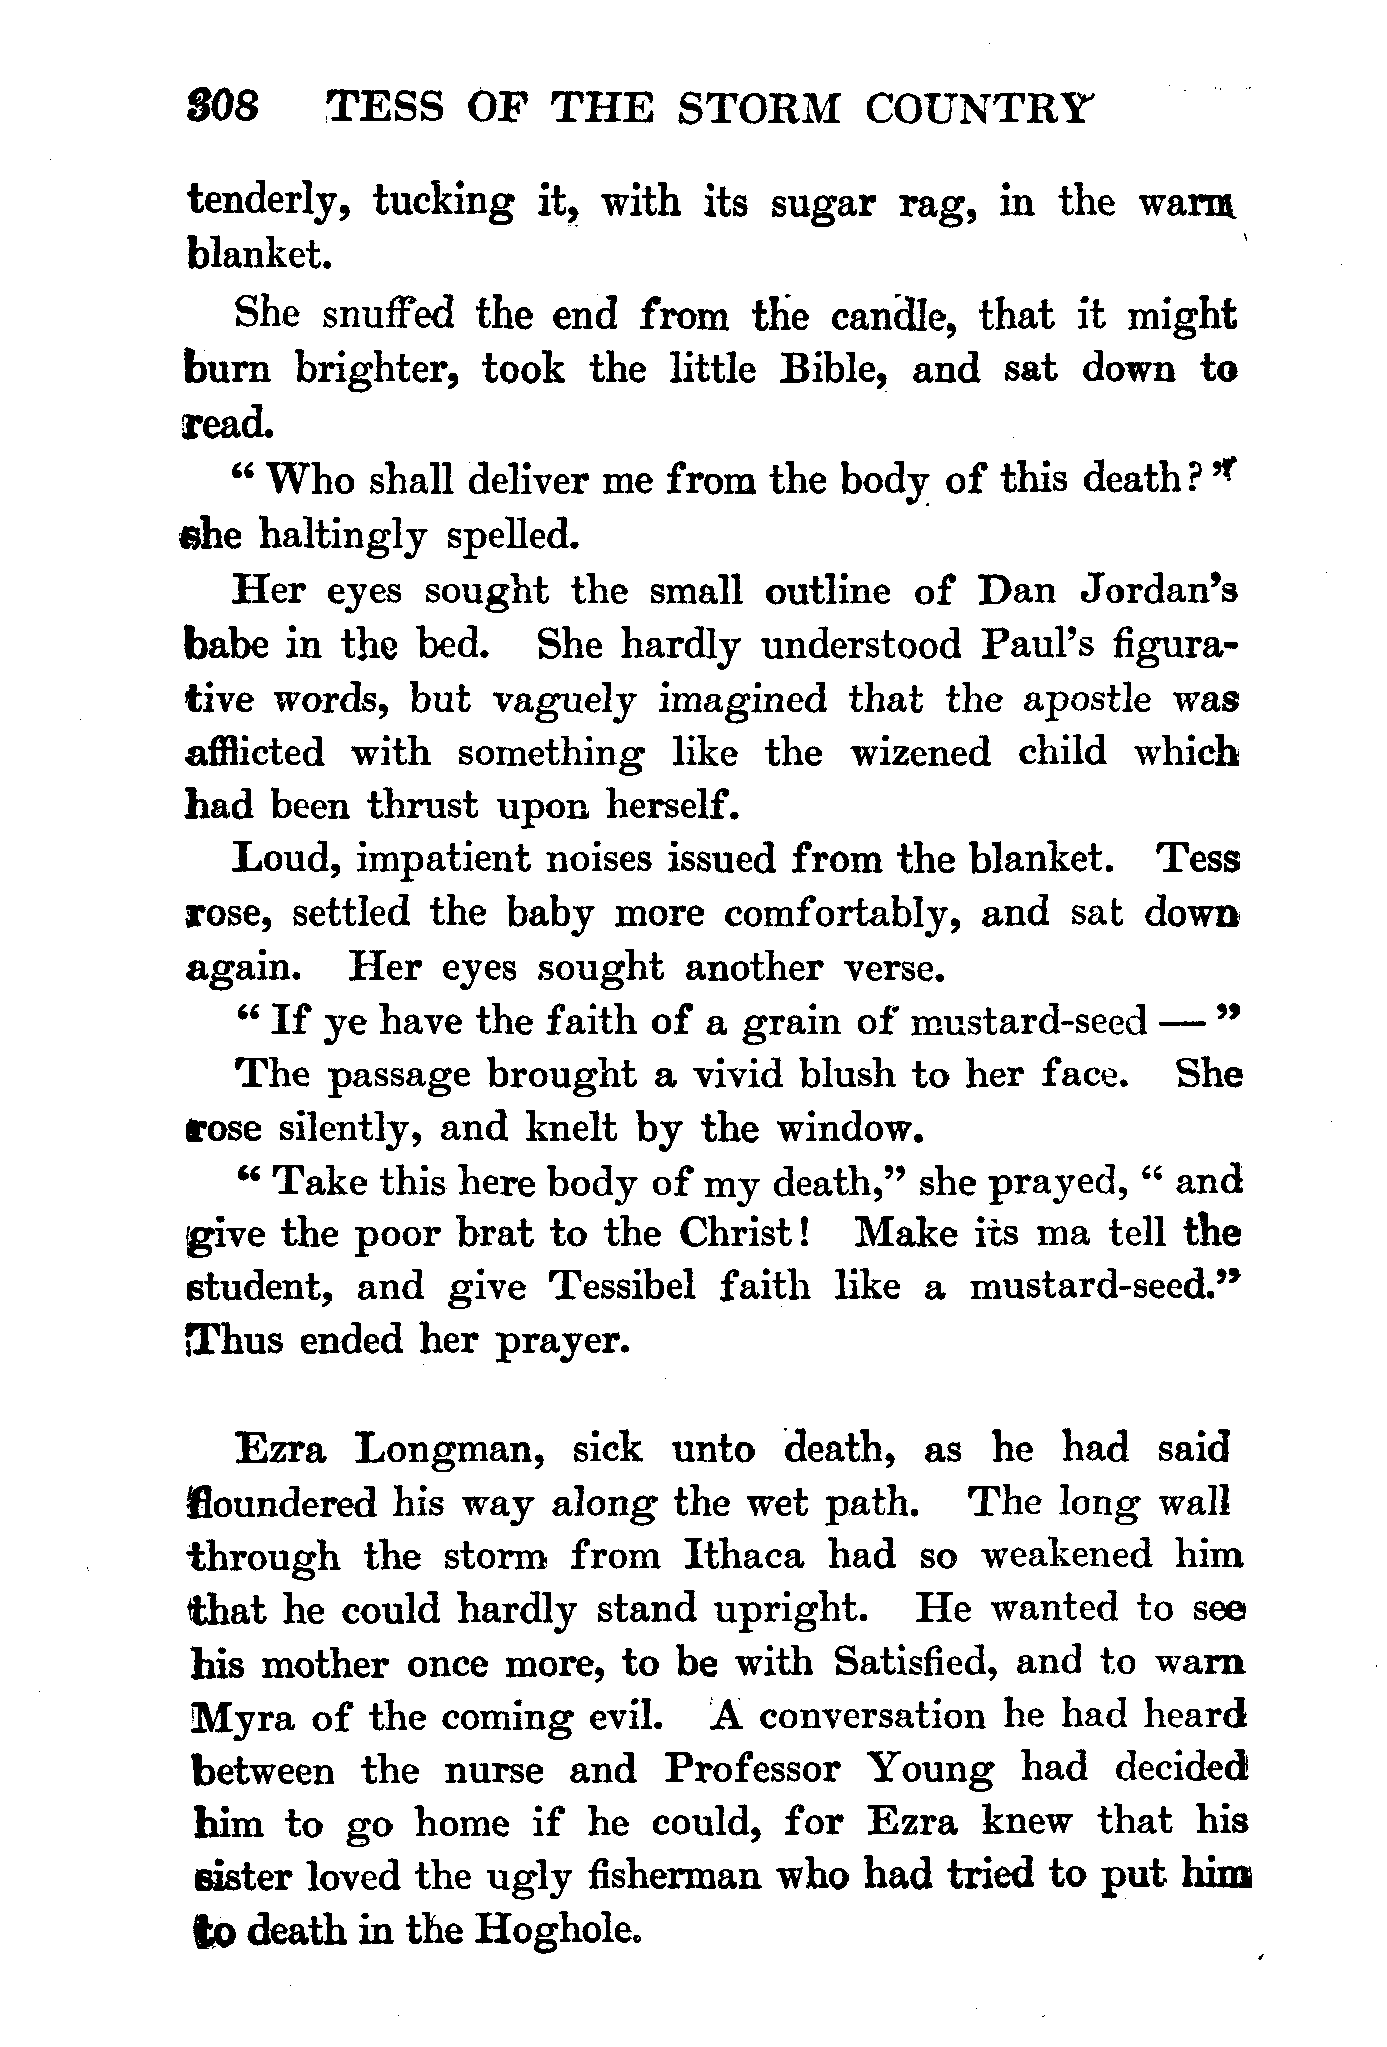 308 TESS OF THE STORM COUNTRY
tenderly, tucking it, with its sugar rag, in the warm
blanket.
She snuffed the end from the candle, that it might
burn brighter, took the little Bible, and sat down to
read.
“ Who shall deliver me from the body of this death? ”
she haltingly spelled.
Her eyes sought the small outline of Dan Jordan’s
babe in the bed. She hardly understood Paul’s figura-
tive words, but vaguely imagined that the apostle was
afflicted with something like the wizened child which
had been thrust upon herself.
Loud, impatient noises issued from the blanket. Tess
rose, settled the baby more comfortably, and sat down
again. Her eyes sought another verse.
“ If ye have the faith of a grain of mustard-seed — ”
The passage brought a vivid blush to her face. She
rose silently, and knelt by the window.
“ Take this here body of my death,” she prayed, “ and
give the poor brat to the Christ! Make its ma tell the
student, and give Tessibel faith like a mustard-seed.”
Thus ended her prayer.
Ezra Longman, sick unto death, as he had said
floundered his way along the wet path. The long wall
through the storm from Ithaca had so weakened him
that he could hardly stand upright. He wanted to see
his mother once more, to be with Satisfied, and to warn
Myra of the coming evil. A conversation he had heard
between the nurse and Professor Young had decided
him to go home if he could, for Ezra knew that his
sister loved the ugly fisherman who had tried to put him
to death in the Hoghole.